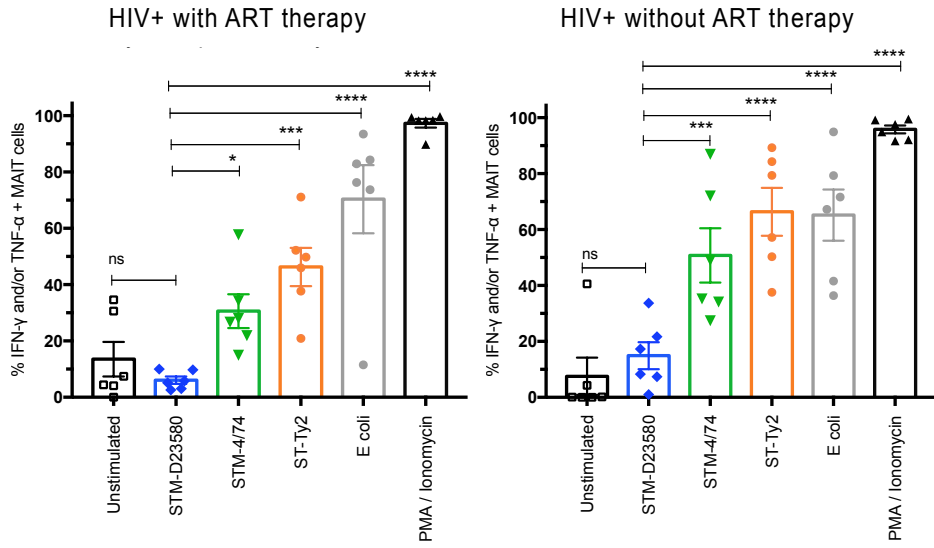 HIV+ with ART therapy
% IFN-γ and/or TNF-α + MAIT cells
100
80
60
40
20
0
ns
*
***
****
****
Unstimulated
STM-D23580
STM-4/74
ST-Ty2
E coli
PMA / Ionomycin
HIV+ without ART therapy
% IFN-γ and/or TNF-α + MAIT cells
100
80
60
40
20
0
ns
***
****
****
****
Unstimulated
STM-D23580
STM-4/74
ST-Ty2
E coli
PMA / Ionomycin